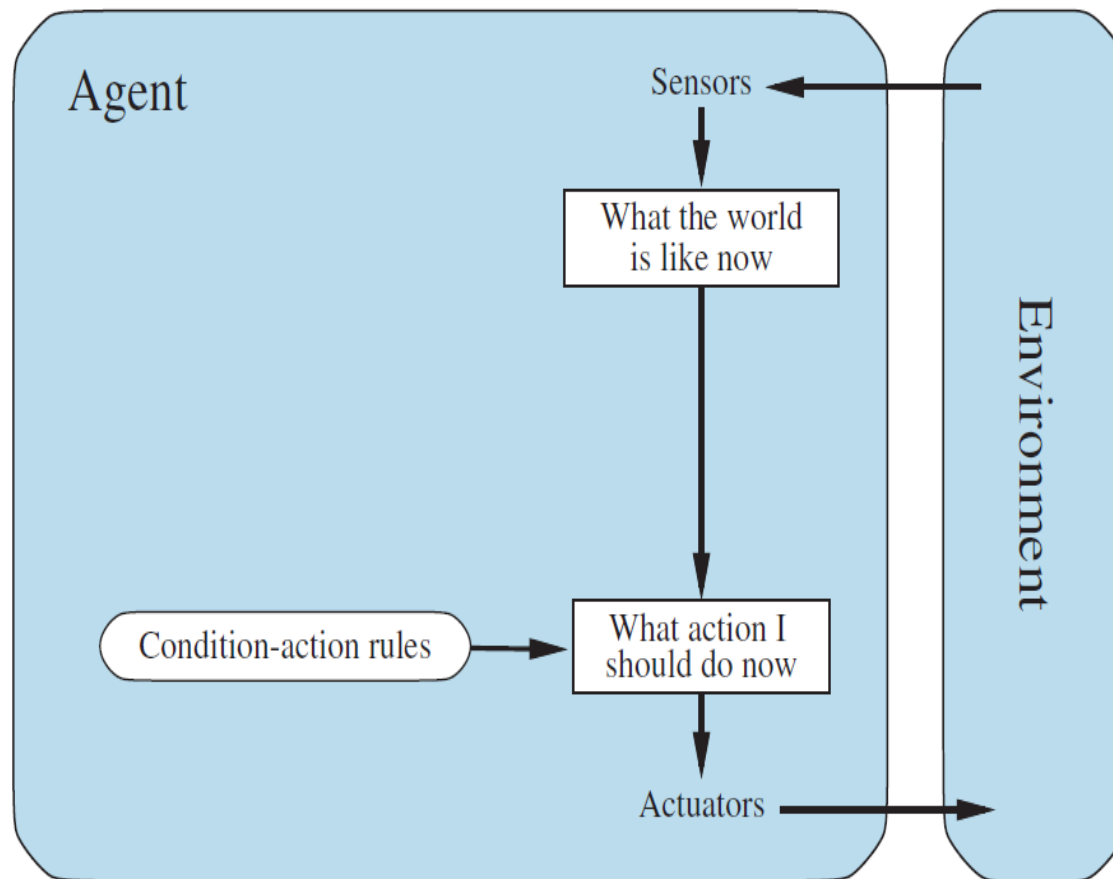 Agent
Sensors
What the world
is like now
Environment
Condition-action rules
What action I
should do now
Actuators